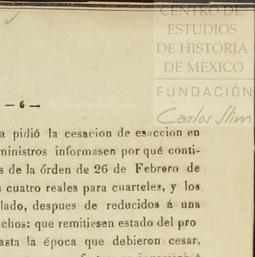 CENTRO DE
ESTUDIOS
DE HISTORIA
DE MEXICO
FUNDACIÓN
Carlos Slim
— 6 —
a pidió la cesacion de esaccion en
ministros informasen por qué conti-
s de la órden de 26 de Febrero de
s cuatro reales para cuarteles, y los
lado, despues de reducidos á una
chos: que remitiesen estado del pro
asta la época que debieron cesar,